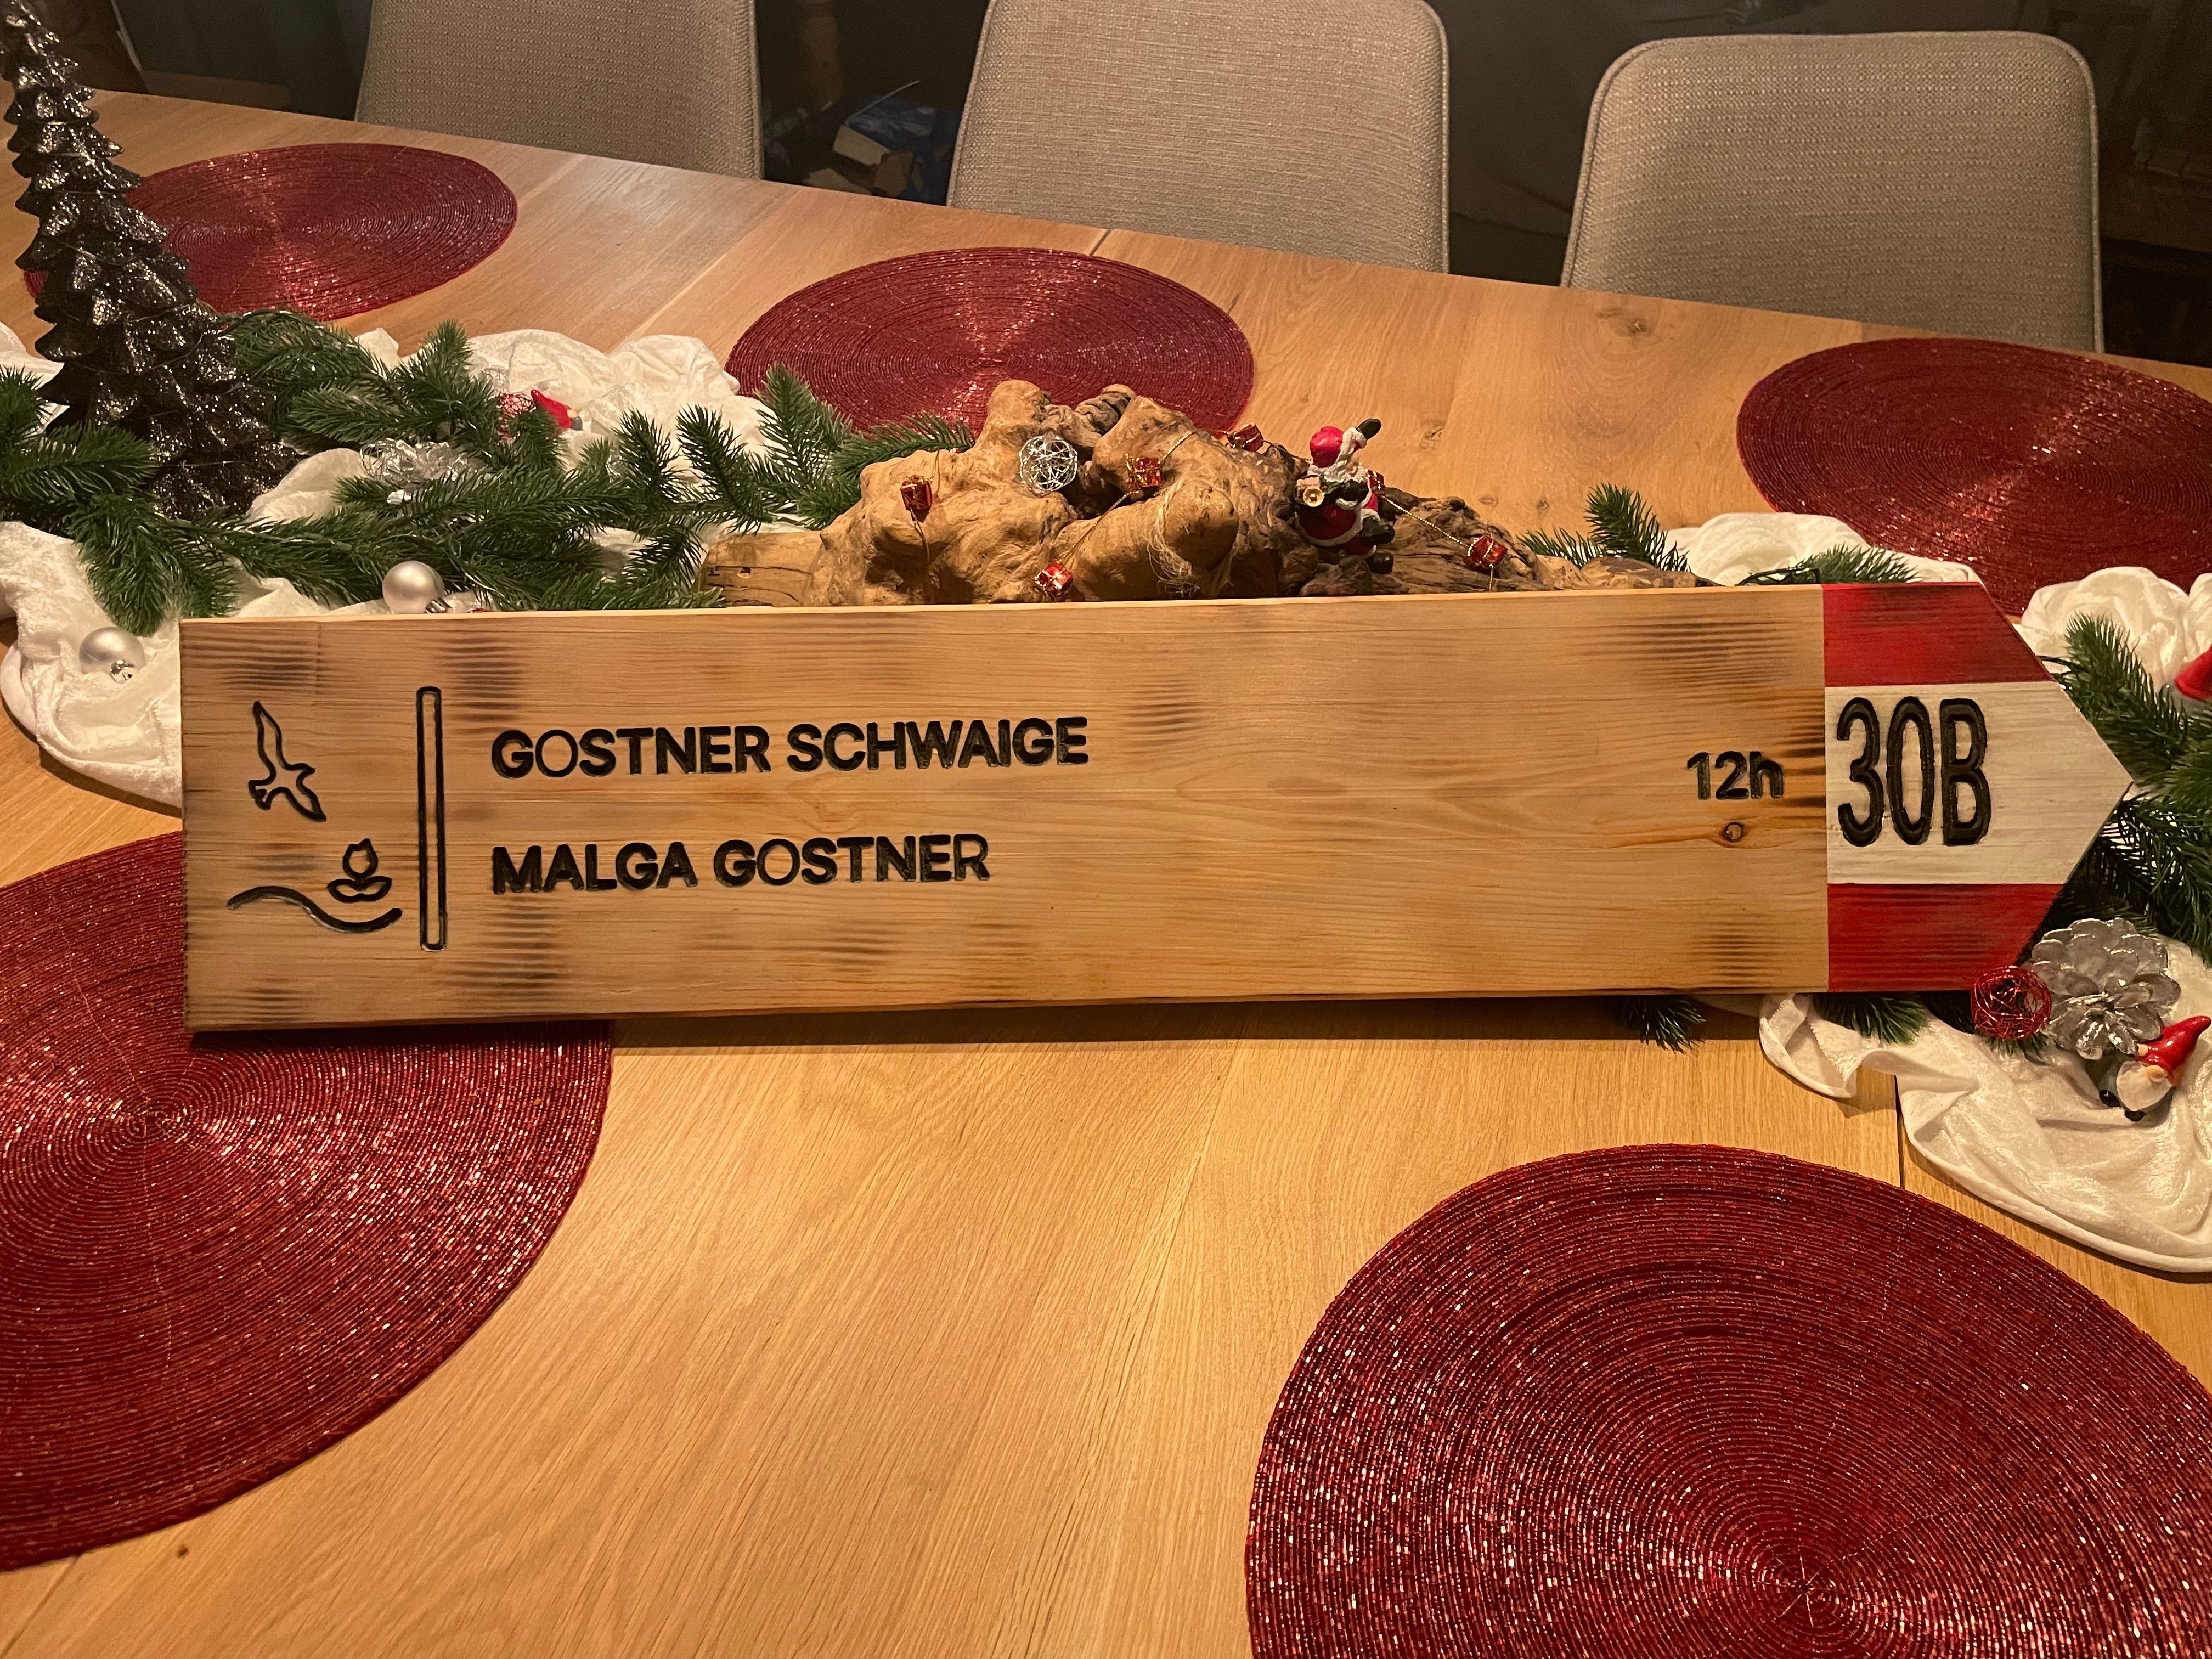 GOSTNER SCHWAIGE
MALGA GOSTNER
12h
30B